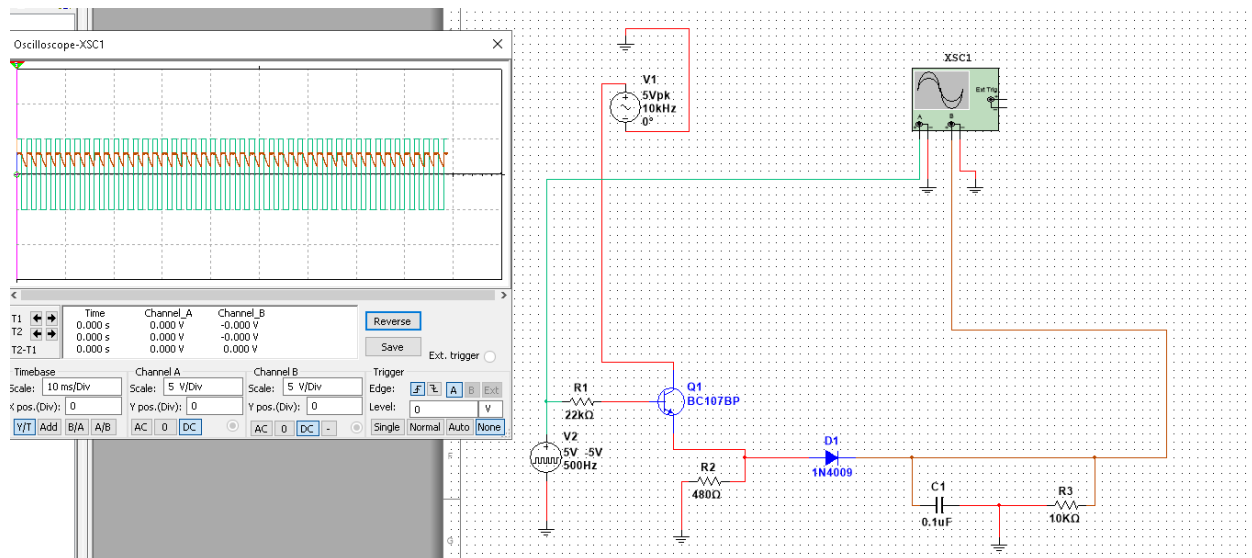 Oscilloscope-XSC1
T1
T2
T2-T1
Time Channel_A Channel_B
0.000 s 0.000 V -0.000 V
0.000 s 0.000 V -0.000 V
0.000 s 0.000 V 0.000 V
Reverse
Save
Ext. trigger
Timebase
Scale: 10 ms/Div
X pos.(Div): 0
Y/T Add B/A A/B
Channel A
Scale: 5 V/Div
Y pos.(Div): 0
AC 0 DC
Channel B
Scale: 5 V/Div
Y pos.(Div): 0
AC 0 DC -
Trigger
Edge: A B Ext
Level: 0 V
Single Normal Auto None
V1
5Vpk
10kHz
0°
XSC1
Ext Trig
A B
R1
22kΩ
Q1
BC107BP
V2
5V -5V
500Hz
R2
480Ω
D1
1N4009
C1
0.1uF
R3
10KΩ
G